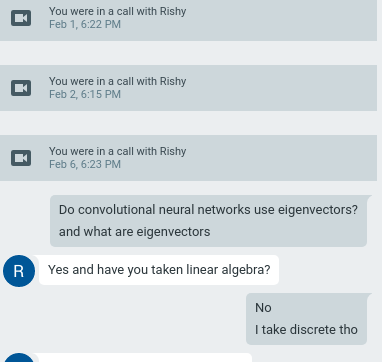 You were in a call with Rishy
Feb 1, 6:22 PM
You were in a call with Rishy
Feb 2, 6:15 PM
You were in a call with Rishy
Feb 6, 6:23 PM
Do convolutional neural networks use eigenvectors?
and what are eigenvectors
R
Yes and have you taken linear algebra?
No
I take discrete tho